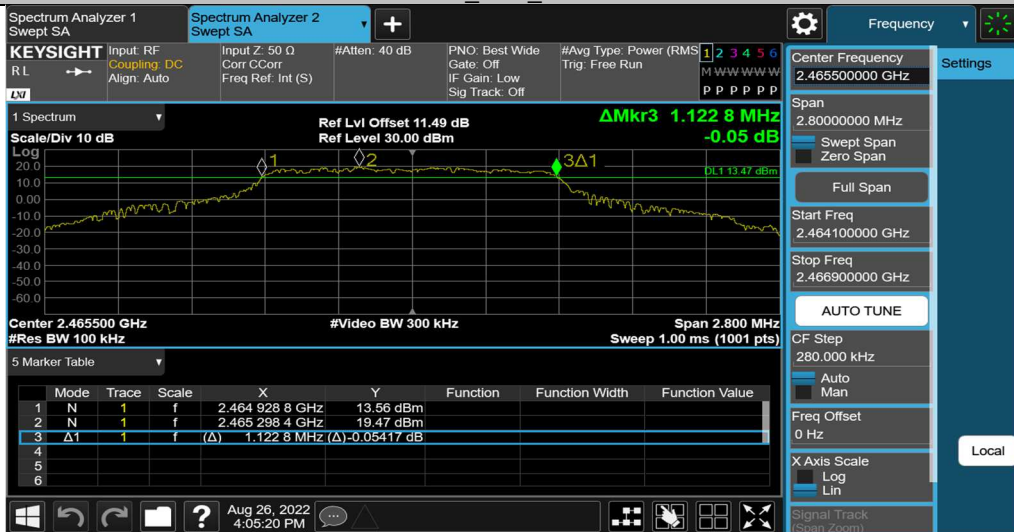 Spectrum Analyzer 1
Swept SA
Spectrum Analyzer 2
Swept SA
+
Frequency
KEYSIGHT
RL
LXI
Input: RF
Coupling: DC
Align: Auto
Input Z: 50 Ω
Corr CCorr
Freq Ref: Int (S)
#Atten: 40 dB
PNO: Best Wide
Gate: Off
IF Gain: Low
Sig Track: Off
#Avg Type: Power (RMS
Trig: Free Run
1 2 3 4 5 6
M W W W W W
P P P P P P
1 Spectrum
Scale/Div 10 dB
Ref Lvl Offset 11.49 dB
Ref Level 30.00 dBm
ΔMkr3 1.122 8 MHz
-0.05 dB
Log
1
2
3Δ1
DL1 13.47 dBm
20.0
10.0
0.00
-10.0
-20.0
-30.0
-40.0
-50.0
-60.0
Center 2.465500 GHz
#Video BW 300 kHz
Span 2.800 MHz
#Res BW 100 kHz
Sweep 1.00 ms (1001 pts)
5 Marker Table
Mode Trace Scale X Y Function Function Width Function Value
1 N 1 f 2.464 928 8 GHz 13.56 dBm
2 N 1 f 2.465 298 4 GHz 19.47 dBm
3 Δ1 1 f (Δ) 1.122 8 MHz (Δ)-0.05417 dB
4
5
6
?
Aug 26, 2022
4:05:20 PM
Center Frequency
2.465500000 GHz
Settings
Span
2.80000000 MHz
Swept Span
Zero Span
Full Span
Start Freq
2.464100000 GHz
Stop Freq
2.466900000 GHz
AUTO TUNE
CF Step
280.000 kHz
Auto
Man
Freq Offset
0 Hz
Local
X Axis Scale
Log
Lin
Signal Track
(Span Zoom)